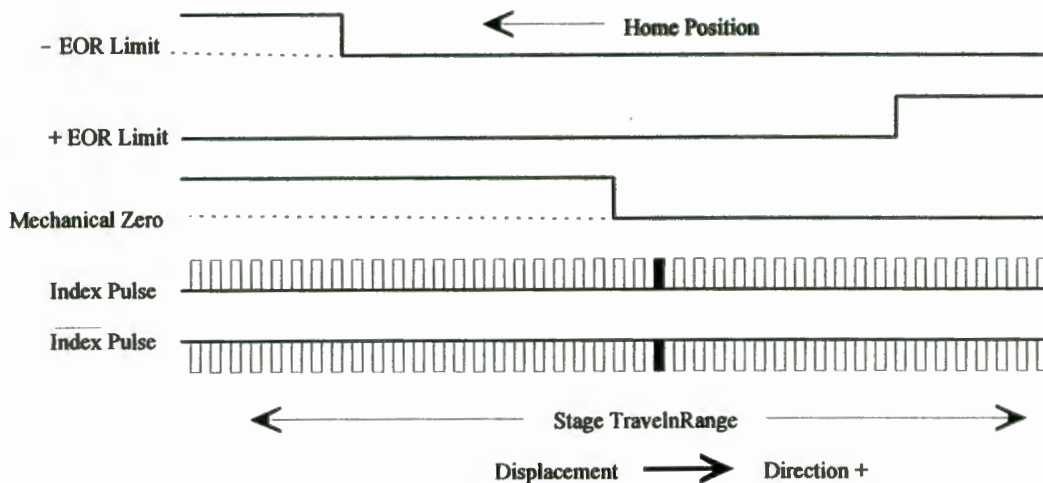 Home Position
– EOR Limit
+ EOR Limit
Mechanical Zero
Index Pulse
Index Pulse
Stage TravelnRange
Displacement Direction +